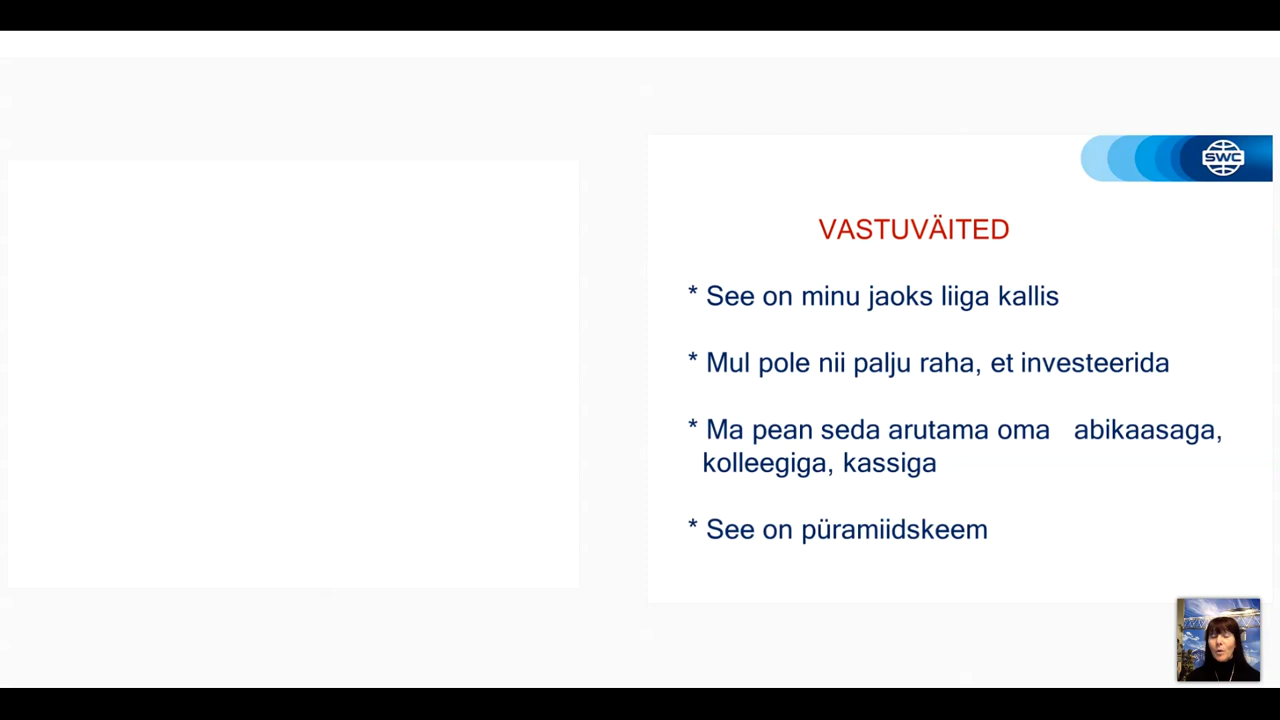 SWC
VASTUVÄITED
* See on minu jaoks liiga kallis
* Mul pole nii palju raha, et investeerida
* Ma pean seda arutama oma abikaasaga,
kolleegiga, kassiga
* See on püramiidskeem